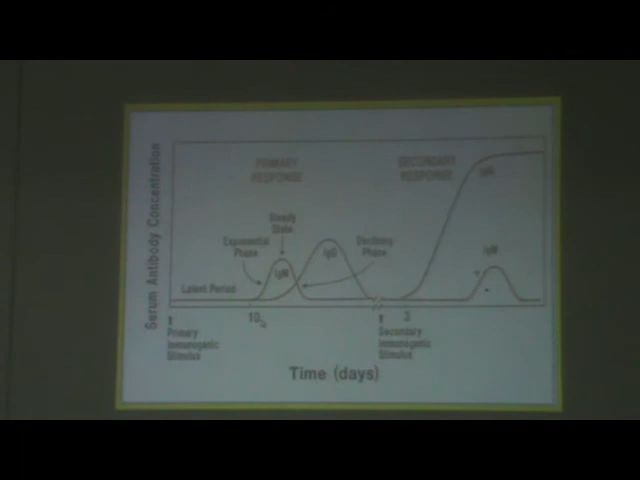 Serum Antibody Concentration
PRIMARY
RESPONSE
SECONDARY
RESPONSE
IgG
Steady
State
Exponential
Phase
Declining
Phase
IgG
IgM
IgM
Latent Period
10
3
Primary
Immunogenic
Stimulus
Secondary
Immunogenic
Stimulus
Time (days)